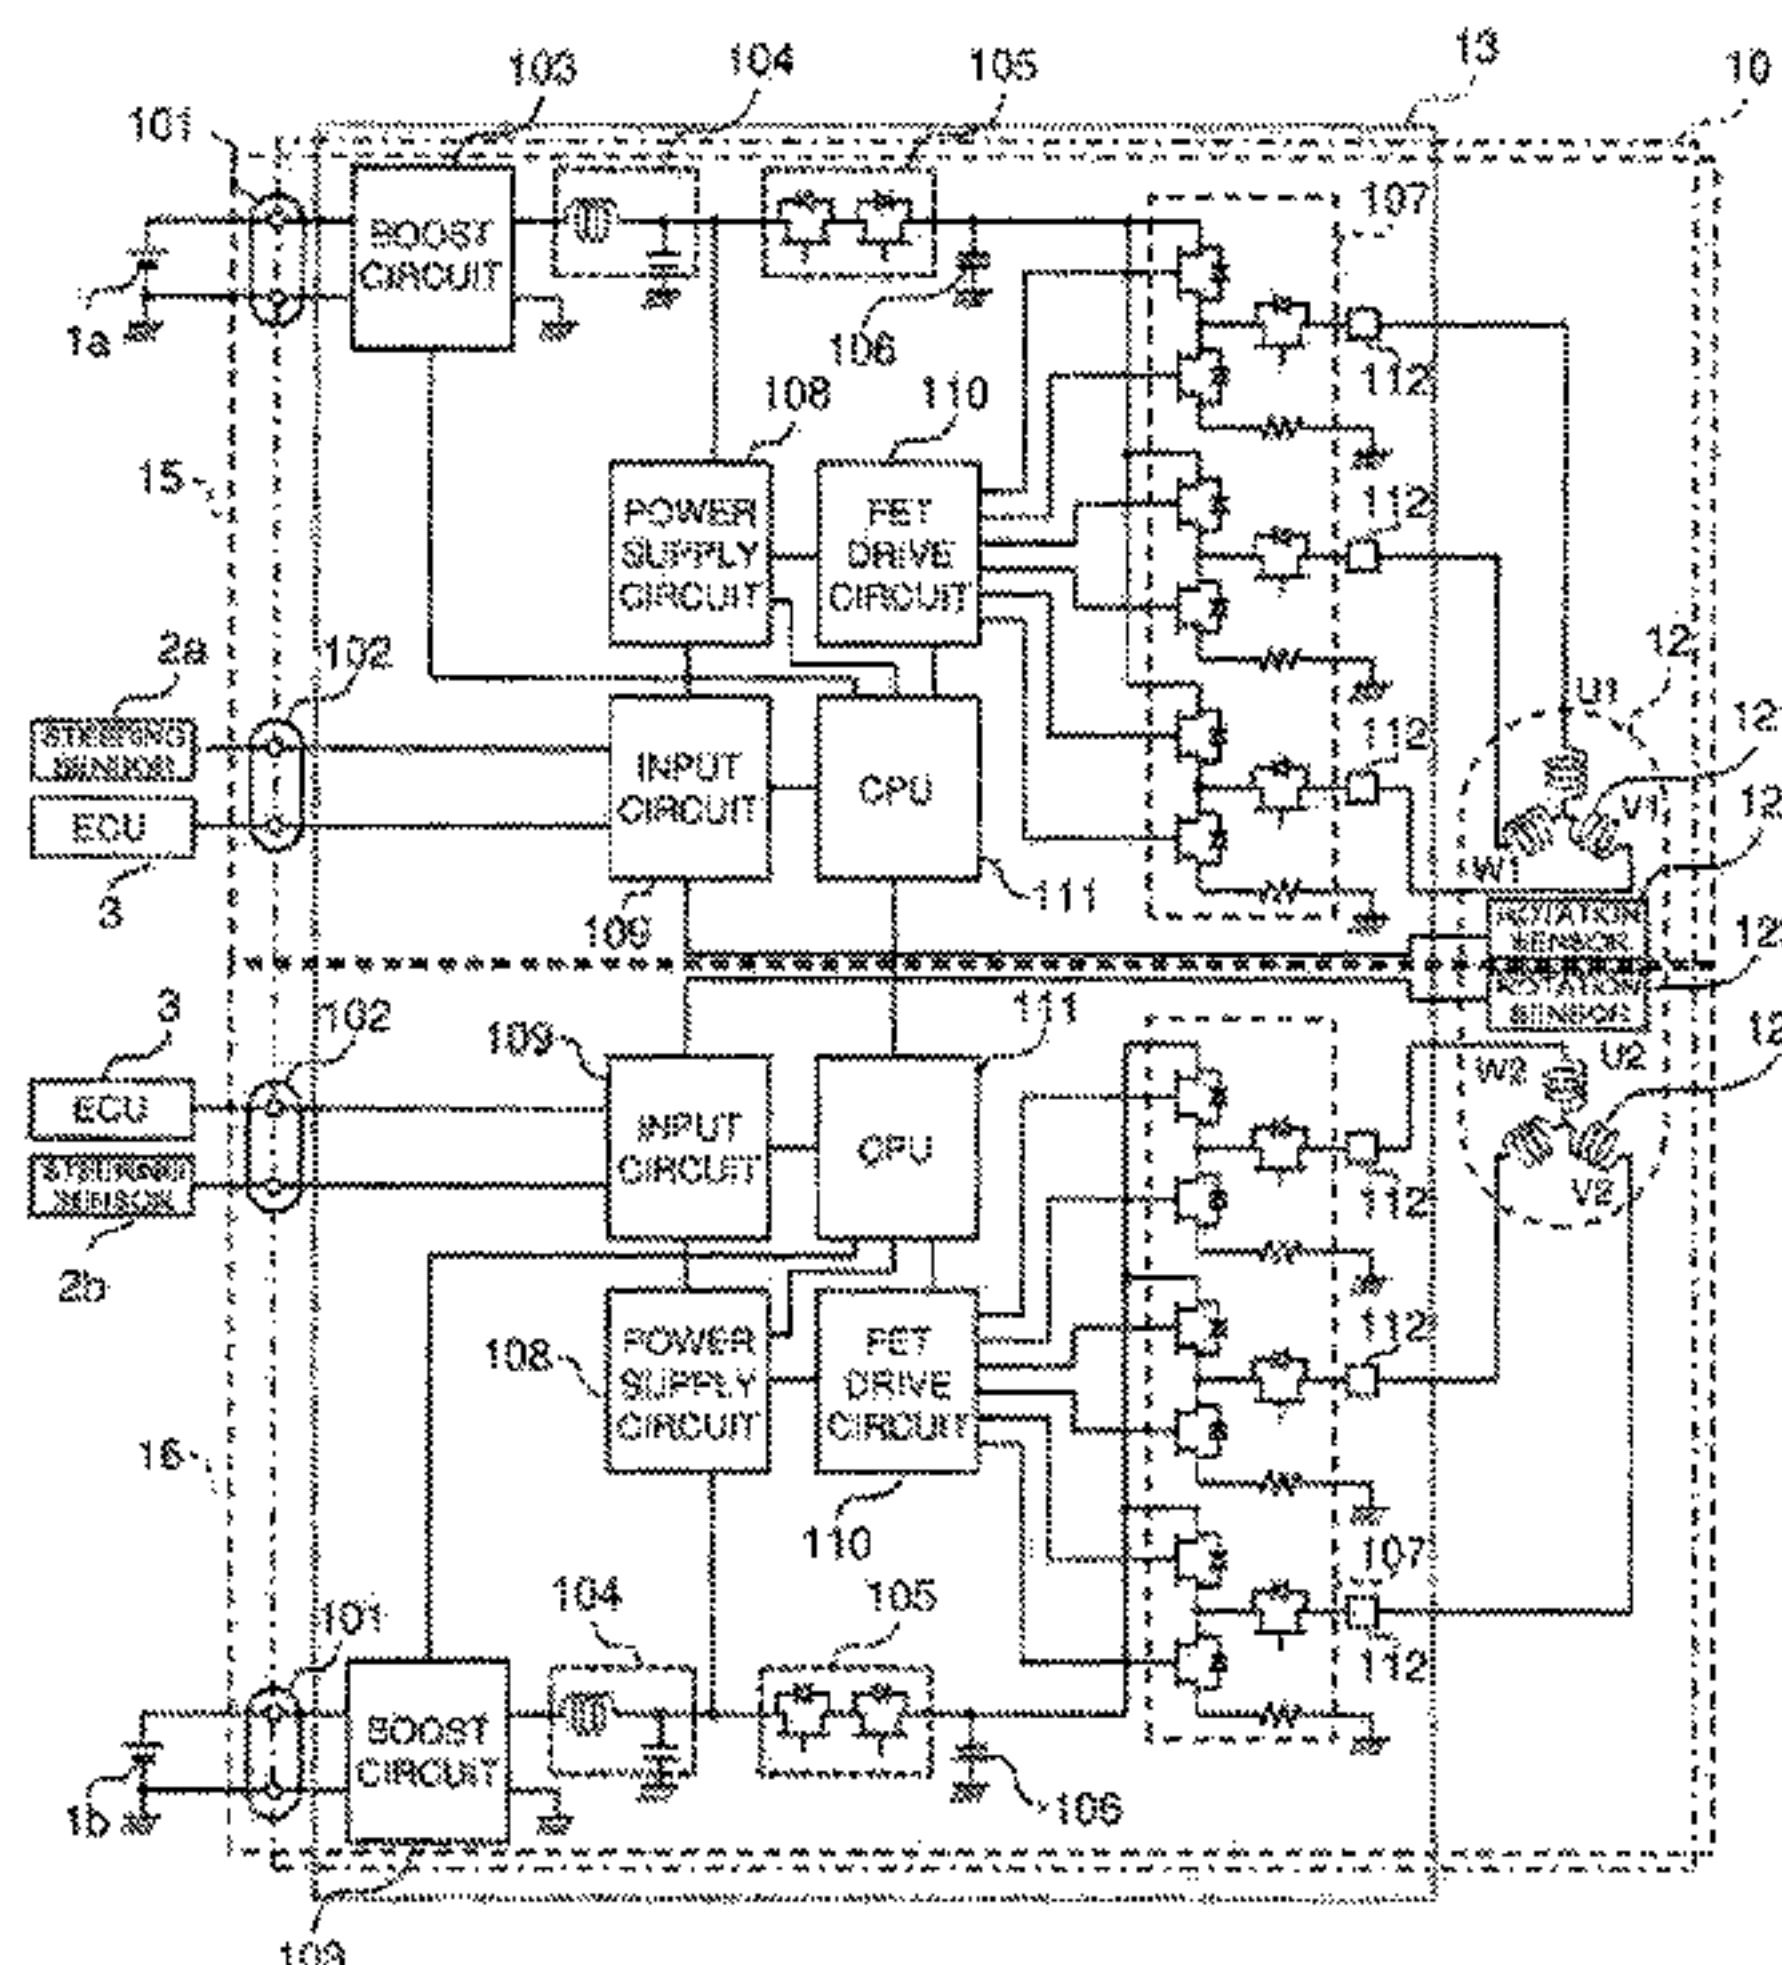 103
104
105
13
10
101
107
BOOST
CIRCUIT
1a
106
112
108
110
15
112
POWER
SUPPLY
CIRCUIT
FET
DRIVE
CIRCUIT
2a
102
12
U1
STEERING
SENSOR
112
INPUT
CIRCUIT
CPU
V1
ECU
W1
3
111
109
ROTATION
SENSOR
ROTATION
SENSOR
3
102
109
111
U2
W2
ECU
INPUT
CIRCUIT
CPU
STEERING
SENSOR
112
V2
2b
108
POWER
SUPPLY
CIRCUIT
FET
DRIVE
CIRCUIT
112
16
110
107
104
105
101
112
BOOST
CIRCUIT
1b
106
103